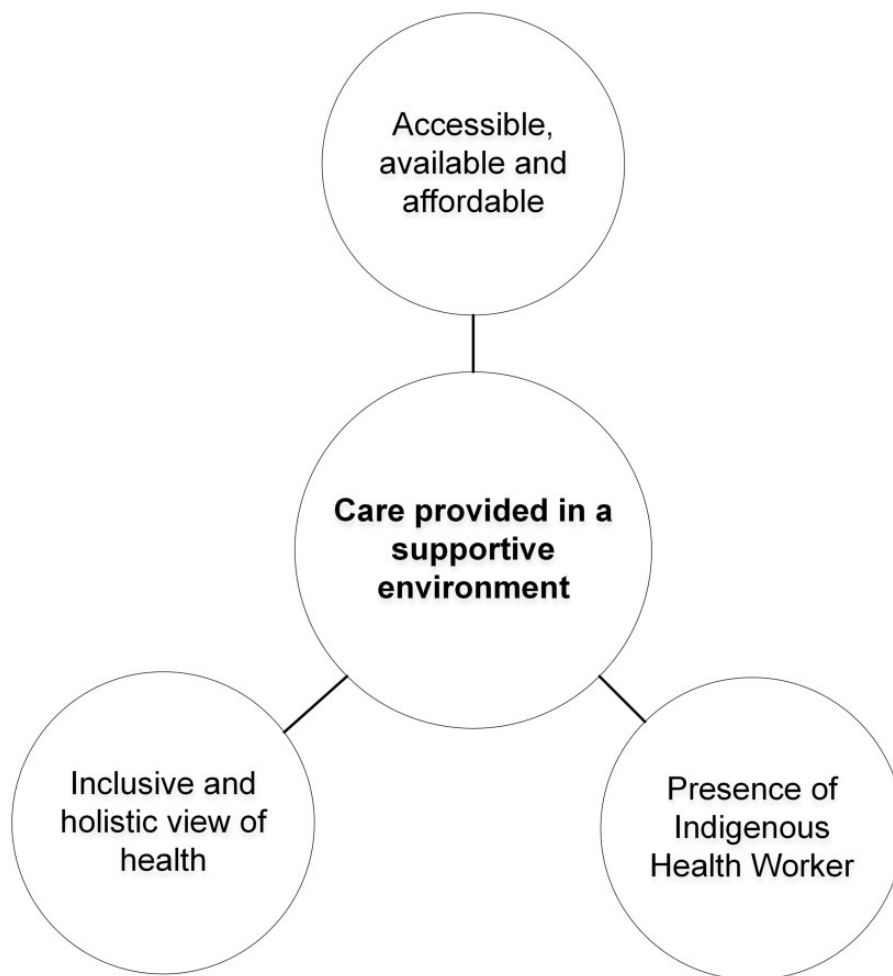 Accessible,
available and
affordable
Care provided in a
supportive
environment
Inclusive and
holistic view of
health
Presence of
Indigenous
Health Worker